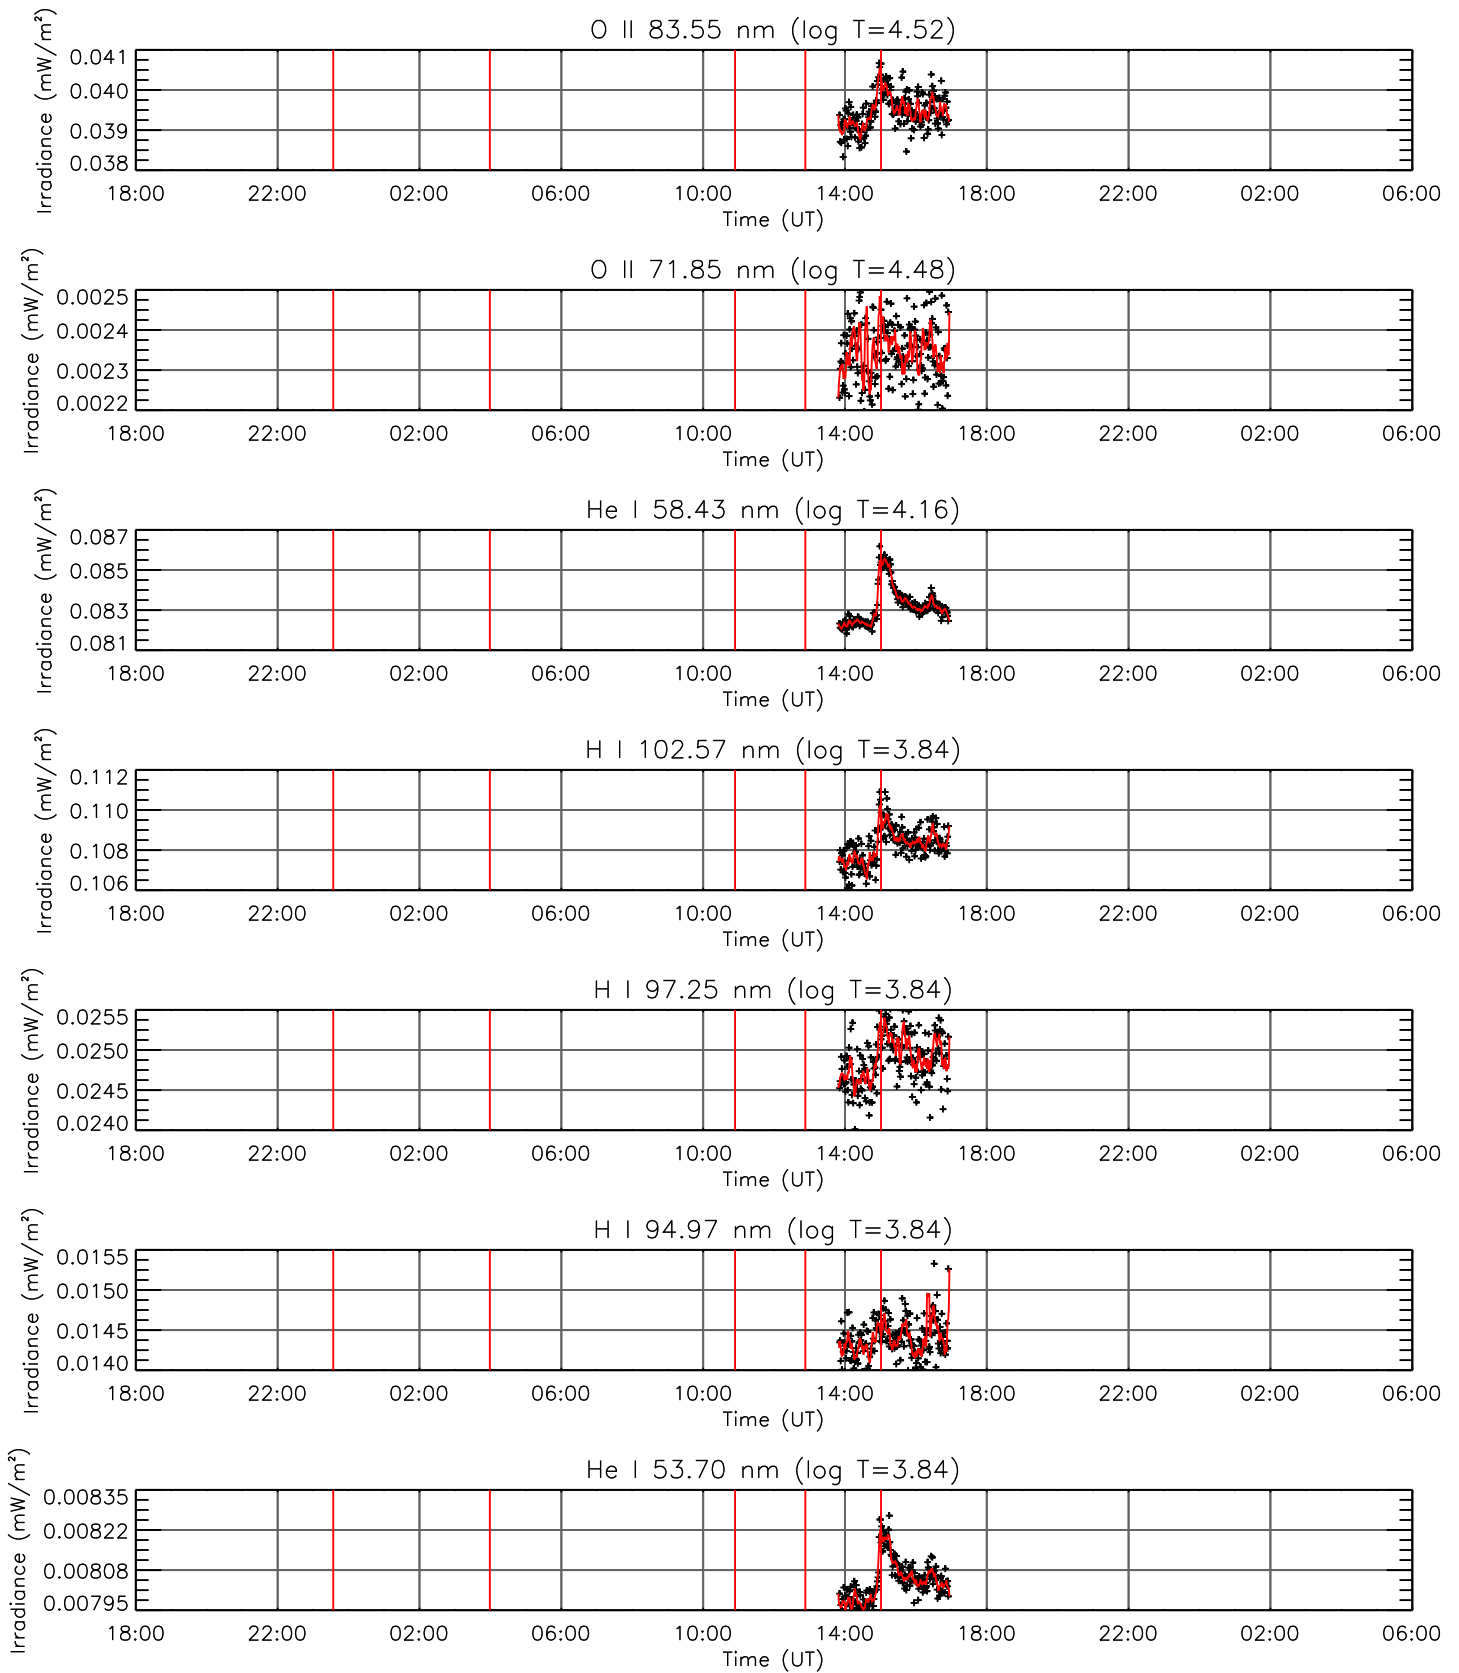 O II 83.55 nm (log T=4.52)
Irradiance (mW/m²)
0.041
0.040
0.039
0.038
18:00 22:00 02:00 06:00 10:00 14:00 18:00 22:00 02:00 06:00
Time (UT)
O II 71.85 nm (log T=4.48)
Irradiance (mW/m²)
0.0025
0.0024
0.0023
0.0022
18:00 22:00 02:00 06:00 10:00 14:00 18:00 22:00 02:00 06:00
Time (UT)
He I 58.43 nm (log T=4.16)
Irradiance (mW/m²)
0.087
0.085
0.083
0.081
18:00 22:00 02:00 06:00 10:00 14:00 18:00 22:00 02:00 06:00
Time (UT)
H I 102.57 nm (log T=3.84)
Irradiance (mW/m²)
0.112
0.110
0.108
0.106
18:00 22:00 02:00 06:00 10:00 14:00 18:00 22:00 02:00 06:00
Time (UT)
H I 97.25 nm (log T=3.84)
Irradiance (mW/m²)
0.0255
0.0250
0.0245
0.0240
18:00 22:00 02:00 06:00 10:00 14:00 18:00 22:00 02:00 06:00
Time (UT)
H I 94.97 nm (log T=3.84)
Irradiance (mW/m²)
0.0155
0.0150
0.0145
0.0140
18:00 22:00 02:00 06:00 10:00 14:00 18:00 22:00 02:00 06:00
Time (UT)
He I 53.70 nm (log T=3.84)
Irradiance (mW/m²)
0.00835
0.00822
0.00808
0.00795
18:00 22:00 02:00 06:00 10:00 14:00 18:00 22:00 02:00 06:00
Time (UT)